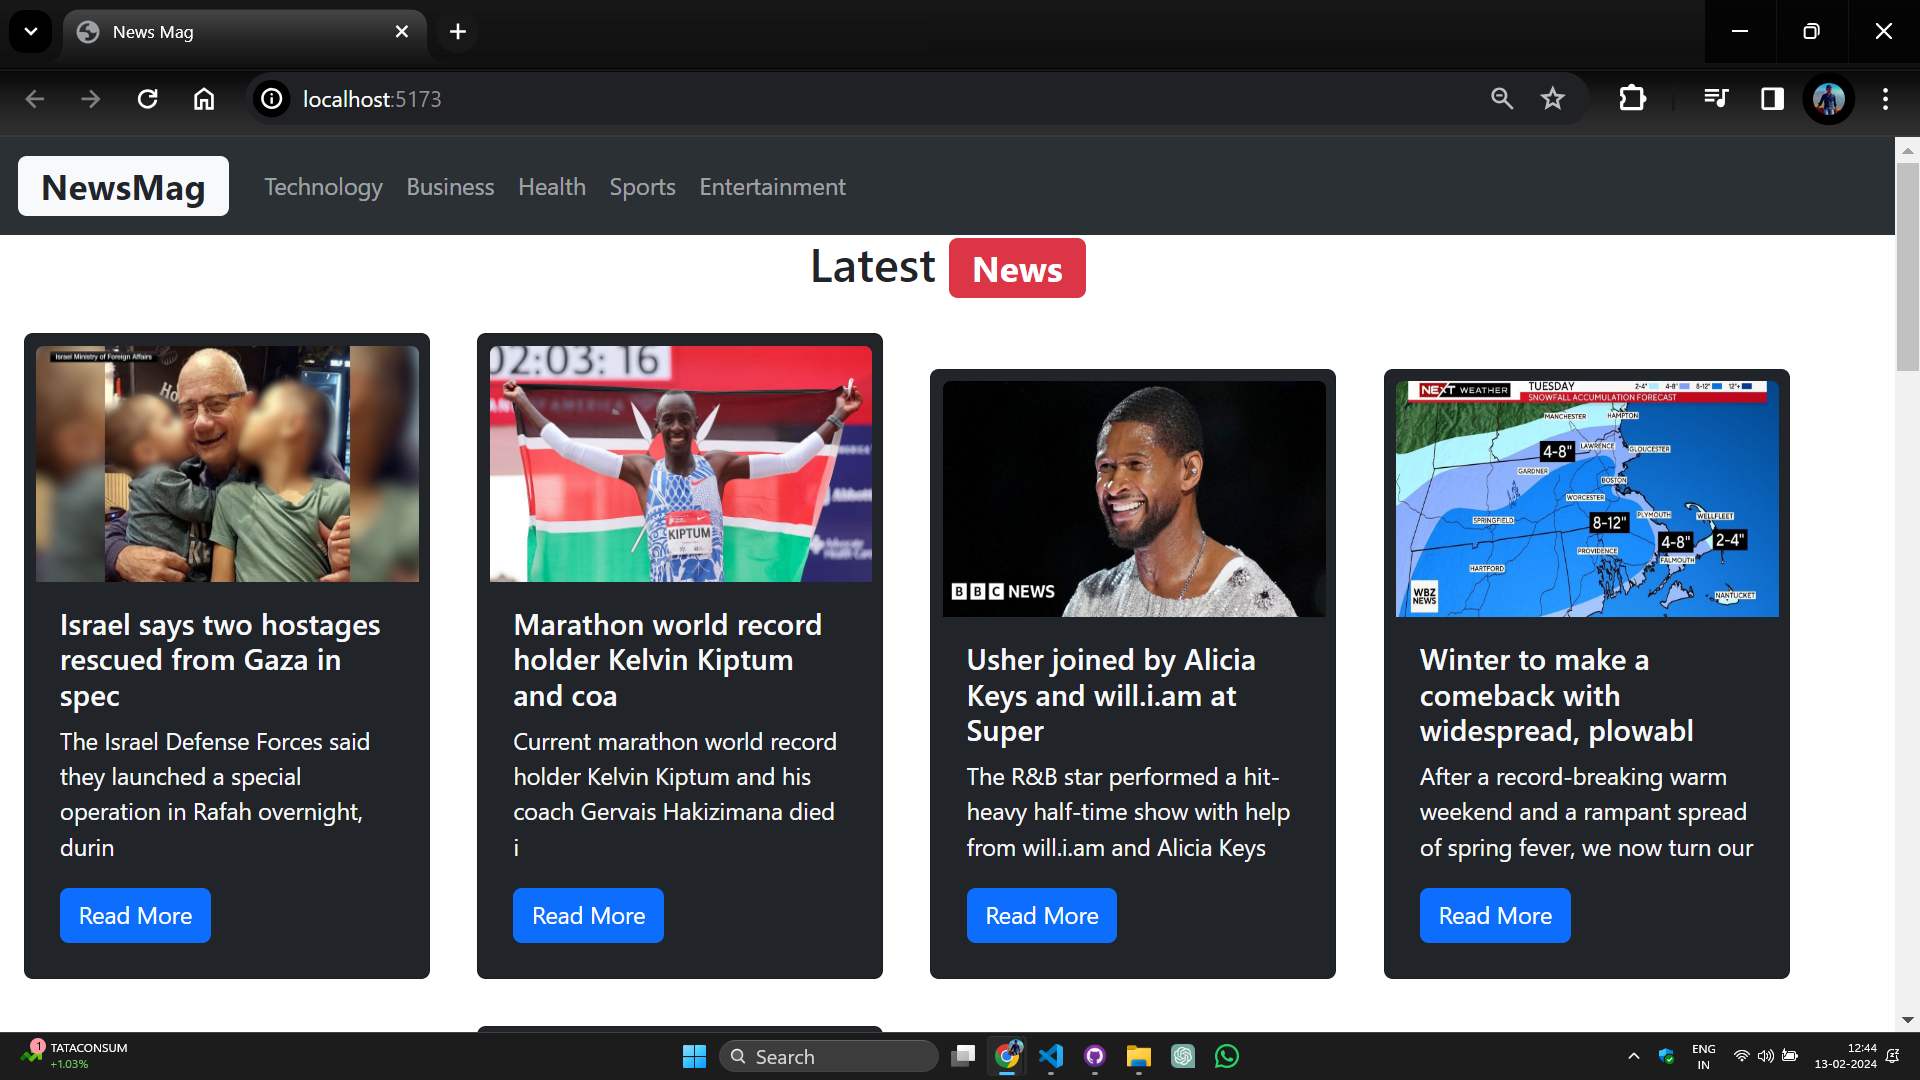 News Mag
localhost:5173
NewsMag
Technology Business Health Sports Entertainment
Latest News
Israel Ministry of Foreign Affairs
Israel says two hostages
rescued from Gaza in
spec
The Israel Defense Forces said
they launched a special
operation in Rafah overnight,
durin
Read More
02:03:16
KIPTUM
Marathon world record
holder Kelvin Kiptum
and coa
Current marathon world record
holder Kelvin Kiptum and his
coach Gervais Hakizimana died
i
Read More
BBC NEWS
Usher joined by Alicia
Keys and will.i.am at
Super
The R&B star performed a hit-
heavy half-time show with help
from will.i.am and Alicia Keys
Read More
NEXT WEATHER
TUESDAY
2-4" 4-8" 8-12" 12"+
SNOWFALL ACCUMULATION FORECAST
MANCHESTER
HAMPTON
4-8"
LAWRENCE
GLOUCESTER
GARDNER
BOSTON
WORCESTER
SPRINGFIELD
8-12"
PLYMOUTH
WELLFLEET
4-8"
2-4"
PROVIDENCE
FALMOUTH
HARTFORD
WBZ
NEWS
NANTUCKET
Winter to make a
comeback with
widespread, plowabl
After a record-breaking warm
weekend and a rampant spread
of spring fever, we now turn our
Read More
1
TATACONSUM
+1.03%
Search
ENG
IN
12:44
13-02-2024